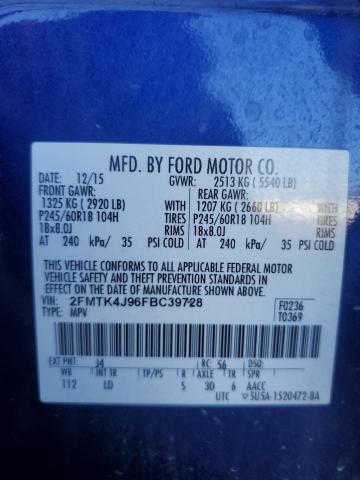 MFD. BY FORD MOTOR CO.
DATE: 12/15 GVWR: 2513 KG ( 5540 LB)
FRONT GAWR: REAR GAWR:
1325 KG ( 2920 LB) WITH 1207 KG ( 2660 LB) WITH
P245/60R18 104H TIRES P245/60R18 104H TIRES
18x8.0J RIMS 18x8.0J RIMS
AT 240 kPa/ 35 PSI COLD AT 240 kPa/ 35 PSI COLD
THIS VEHICLE CONFORMS TO ALL APPLICABLE FEDERAL MOTOR
VEHICLE SAFETY AND THEFT PREVENTION STANDARDS IN
EFFECT ON THE DATE OF MANUFACTURE SHOWN ABOVE.
VIN: 2FMTK4J96FBC39728 F0236
TYPE: MPV T0369
EXT PNT: J4 RC: 56 DSO:
WB INT TR TP/PS R AXLE TR SPR
112 LD 5 3D 6 AACC
UTC 5U5A-1520472-BA